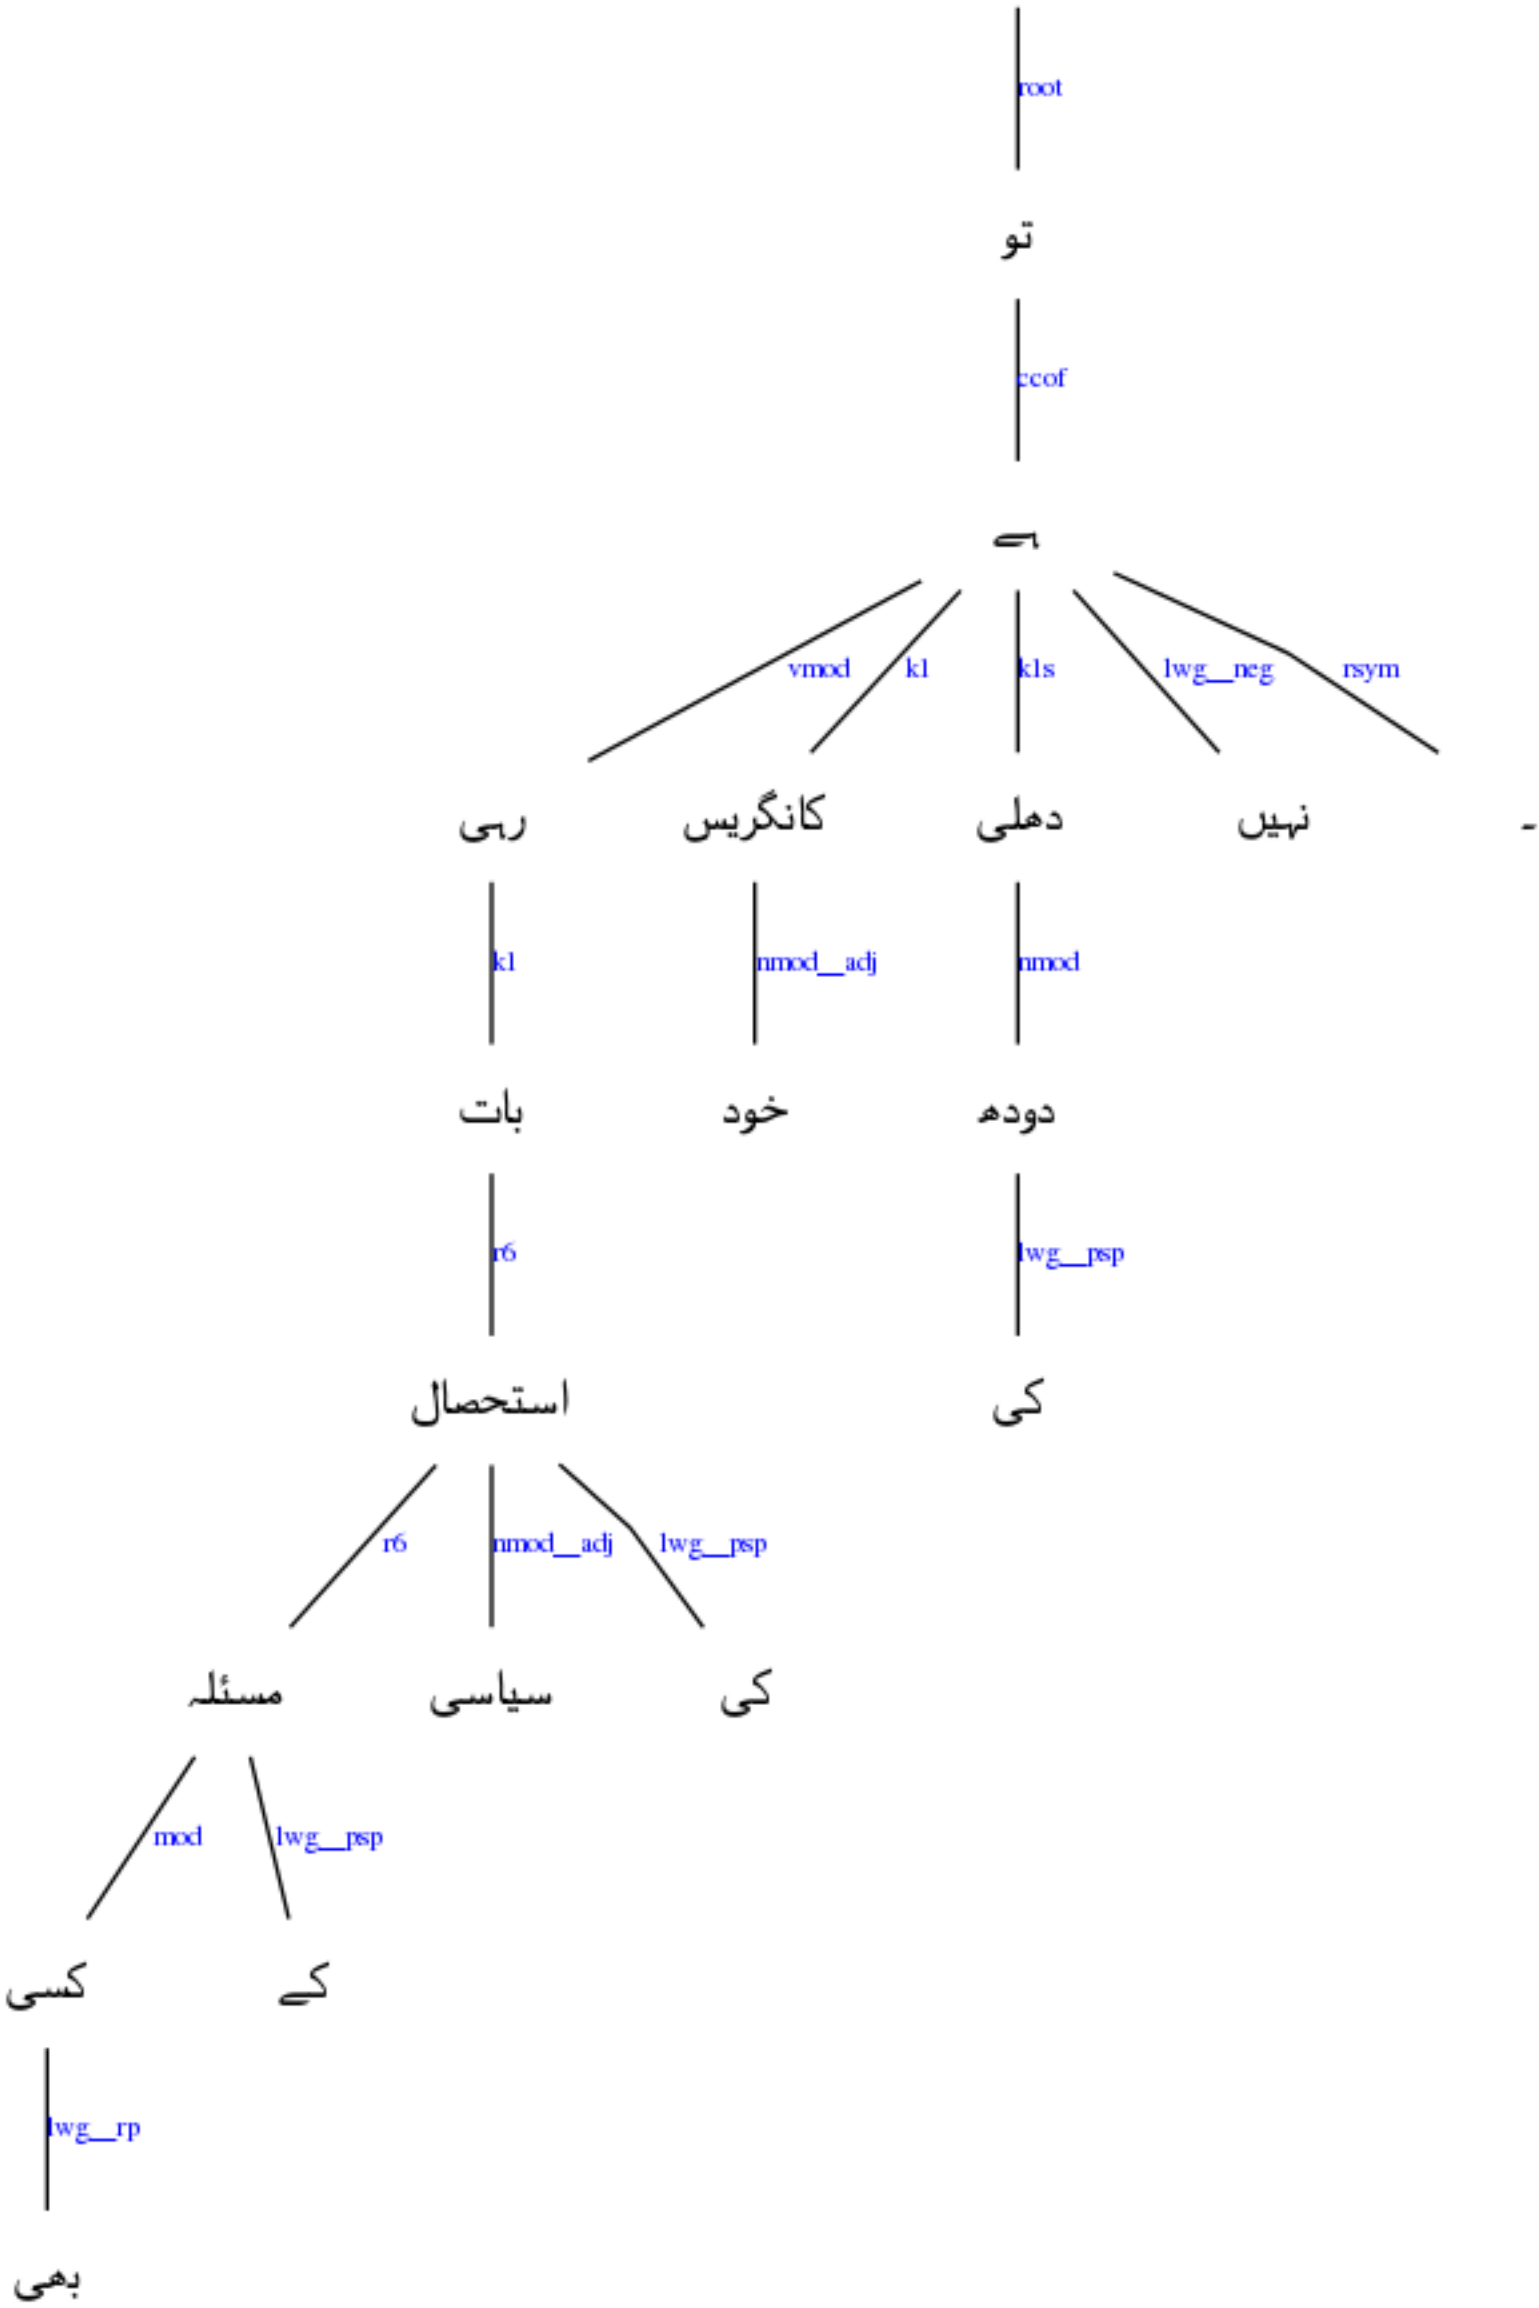 root
تو
ccof
ہے
vmod k1 k1s lwg__neg rsym
رہی کانگریس دھلی نہیں ۔
k1 nmod__adj nmod
بات خود دودھ
r6 lwg__psp
استحصال کی
r6 nmod__adj lwg__psp
مسئلہ سیاسی کی
mod lwg__psp
کسی کے
lwg__rp
بھی